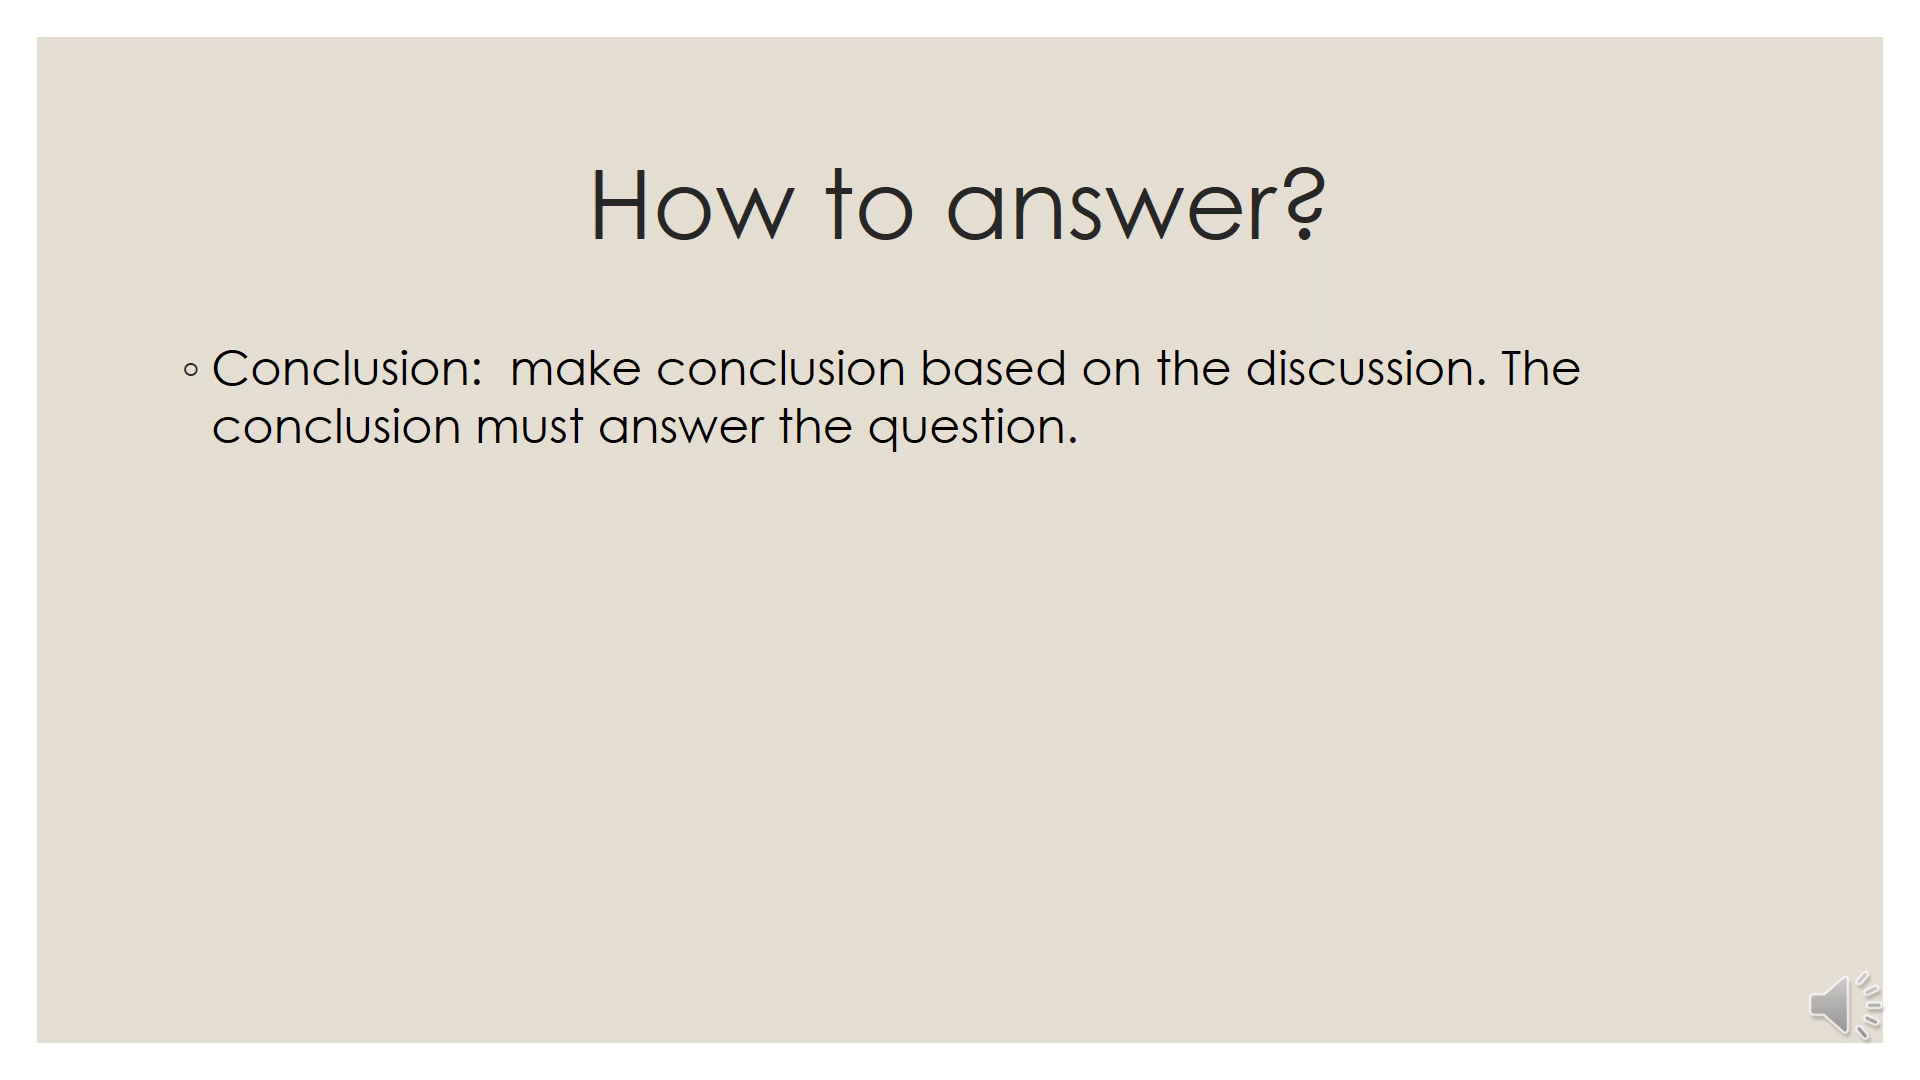 How to answer?
◦ Conclusion:  make conclusion based on the discussion. The
conclusion must answer the question.